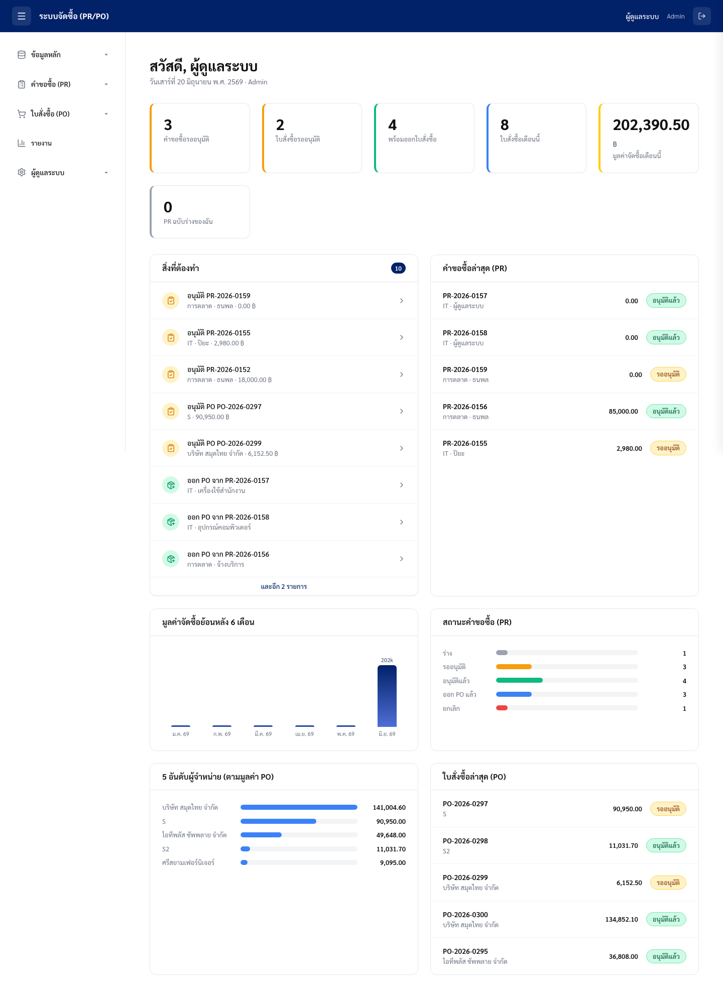 ระบบจัดซื้อ (PR/PO)
ผู้ดูแลระบบ Admin
ข้อมูลหลัก
คำขอซื้อ (PR)
ใบสั่งซื้อ (PO)
รายงาน
ผู้ดูแลระบบ
สวัสดี, ผู้ดูแลระบบ
วันเสาร์ที่ 20 มิถุนายน พ.ศ. 2569 · Admin
3
คำขอซื้อรออนุมัติ
2
ใบสั่งซื้อรออนุมัติ
4
พร้อมออกใบสั่งซื้อ
8
ใบสั่งซื้อเดือนนี้
202,390.50
฿
มูลค่าจัดซื้อเดือนนี้
0
PR ฉบับร่างของฉัน
สิ่งที่ต้องทำ 10
อนุมัติ PR-2026-0159
การตลาด · ธนพล · 0.00 ฿
อนุมัติ PR-2026-0155
IT · ปิยะ · 2,980.00 ฿
อนุมัติ PR-2026-0152
การตลาด · ธนพล · 18,000.00 ฿
อนุมัติ PO PO-2026-0297
S · 90,950.00 ฿
อนุมัติ PO PO-2026-0299
บริษัท สมุดไทย จำกัด · 6,152.50 ฿
ออก PO จาก PR-2026-0157
IT · เครื่องใช้สำนักงาน
ออก PO จาก PR-2026-0158
IT · อุปกรณ์คอมพิวเตอร์
ออก PO จาก PR-2026-0156
การตลาด · จ้างบริการ
และอีก 2 รายการ
คำขอซื้อล่าสุด (PR)
PR-2026-0157
IT · ผู้ดูแลระบบ
0.00 อนุมัติแล้ว
PR-2026-0158
IT · ผู้ดูแลระบบ
0.00 อนุมัติแล้ว
PR-2026-0159
การตลาด · ธนพล
0.00 รออนุมัติ
PR-2026-0156
การตลาด · ธนพล
85,000.00 อนุมัติแล้ว
PR-2026-0155
IT · ปิยะ
2,980.00 รออนุมัติ
มูลค่าจัดซื้อย้อนหลัง 6 เดือน
202k
ม.ค. 69 ก.พ. 69 มี.ค. 69 เม.ย. 69 พ.ค. 69 มิ.ย. 69
สถานะคำขอซื้อ (PR)
ร่าง 1
รออนุมัติ 3
อนุมัติแล้ว 4
ออก PO แล้ว 3
ยกเลิก 1
5 อันดับผู้จำหน่าย (ตามมูลค่า PO)
บริษัท สมุดไทย จำกัด 141,004.60
S 90,950.00
ไอทีพลัส ซัพพลาย จำกัด 49,648.00
S2 11,031.70
ศรีสยามเฟอร์นิเจอร์ 9,095.00
ใบสั่งซื้อล่าสุด (PO)
PO-2026-0297
S
90,950.00 รออนุมัติ
PO-2026-0298
S2
11,031.70 อนุมัติแล้ว
PO-2026-0299
บริษัท สมุดไทย จำกัด
6,152.50 รออนุมัติ
PO-2026-0300
บริษัท สมุดไทย จำกัด
134,852.10 อนุมัติแล้ว
PO-2026-0295
ไอทีพลัส ซัพพลาย จำกัด
36,808.00 อนุมัติแล้ว